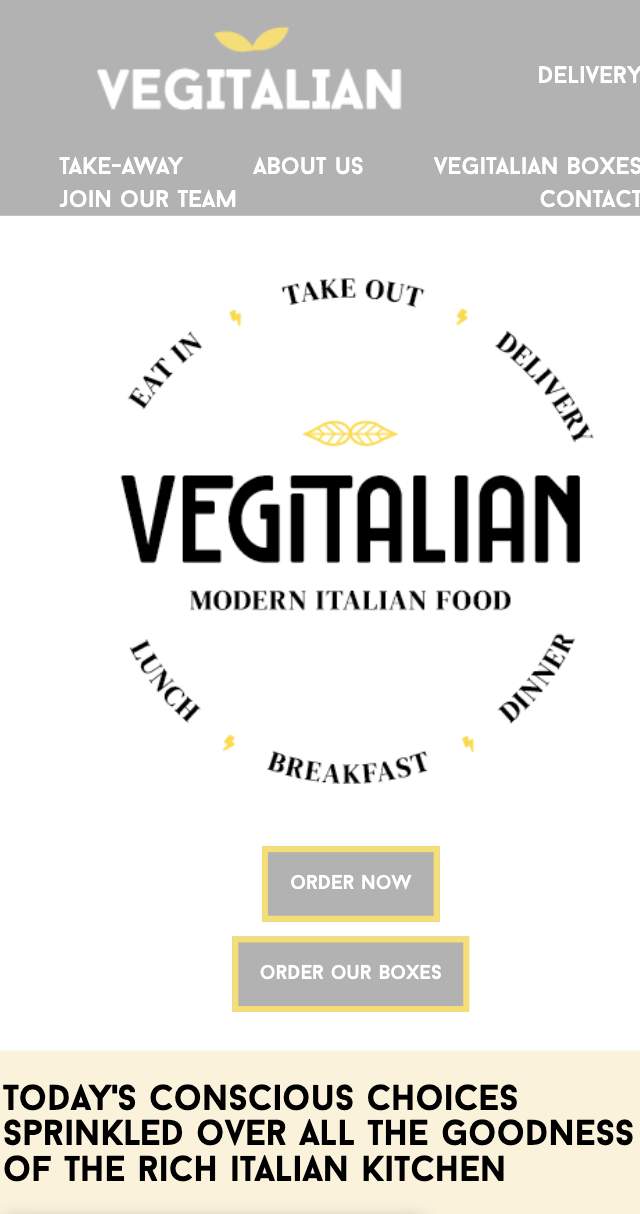 VEGITALIAN
DELIVERY
TAKE-AWAY
ABOUT US
VEGITALIAN BOXES
JOIN OUR TEAM
CONTACT
EAT IN
TAKE OUT
DELIVERY
VEGITALIAN
MODERN ITALIAN FOOD
LUNCH
BREAKFAST
DINNER
ORDER NOW
ORDER OUR BOXES
TODAY'S CONSCIOUS CHOICES
SPRINKLED OVER ALL THE GOODNESS
OF THE RICH ITALIAN KITCHEN